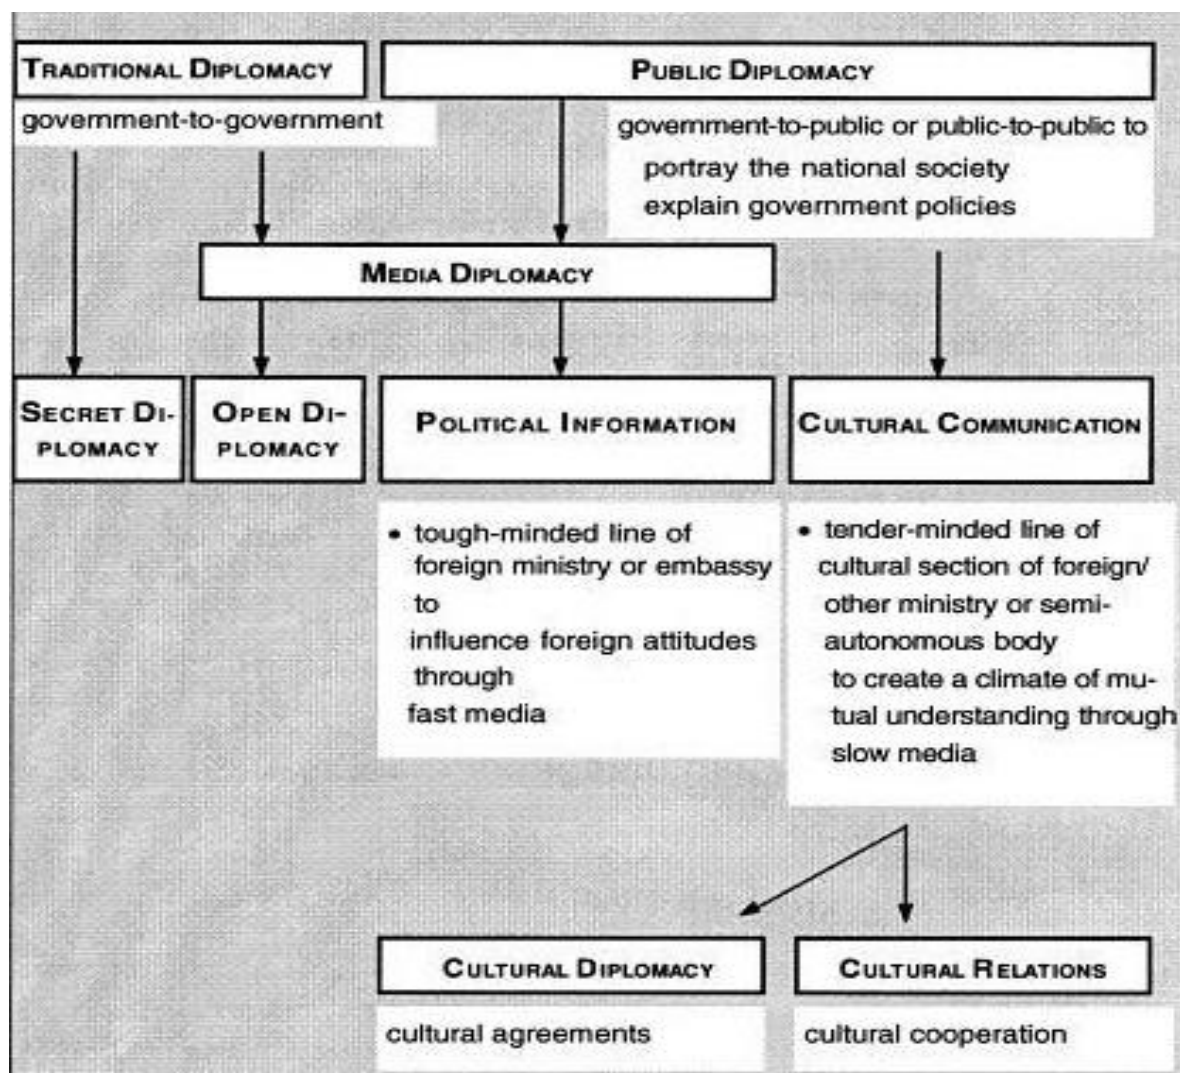 TRADITIONAL DIPLOMACY
government-to-government
PUBLIC DIPLOMACY
government-to-public or public-to-public to
portray the national society
explain government policies
MEDIA DIPLOMACY
SECRET DI-
PLOMACY
OPEN DI-
PLOMACY
POLITICAL INFORMATION
CULTURAL COMMUNICATION
• tough-minded line of
foreign ministry or embassy
to
influence foreign attitudes
through
fast media
• tender-minded line of
cultural section of foreign/
other ministry or semi-
autonomous body
to create a climate of mu-
tual understanding through
slow media
CULTURAL DIPLOMACY
cultural agreements
CULTURAL RELATIONS
cultural cooperation